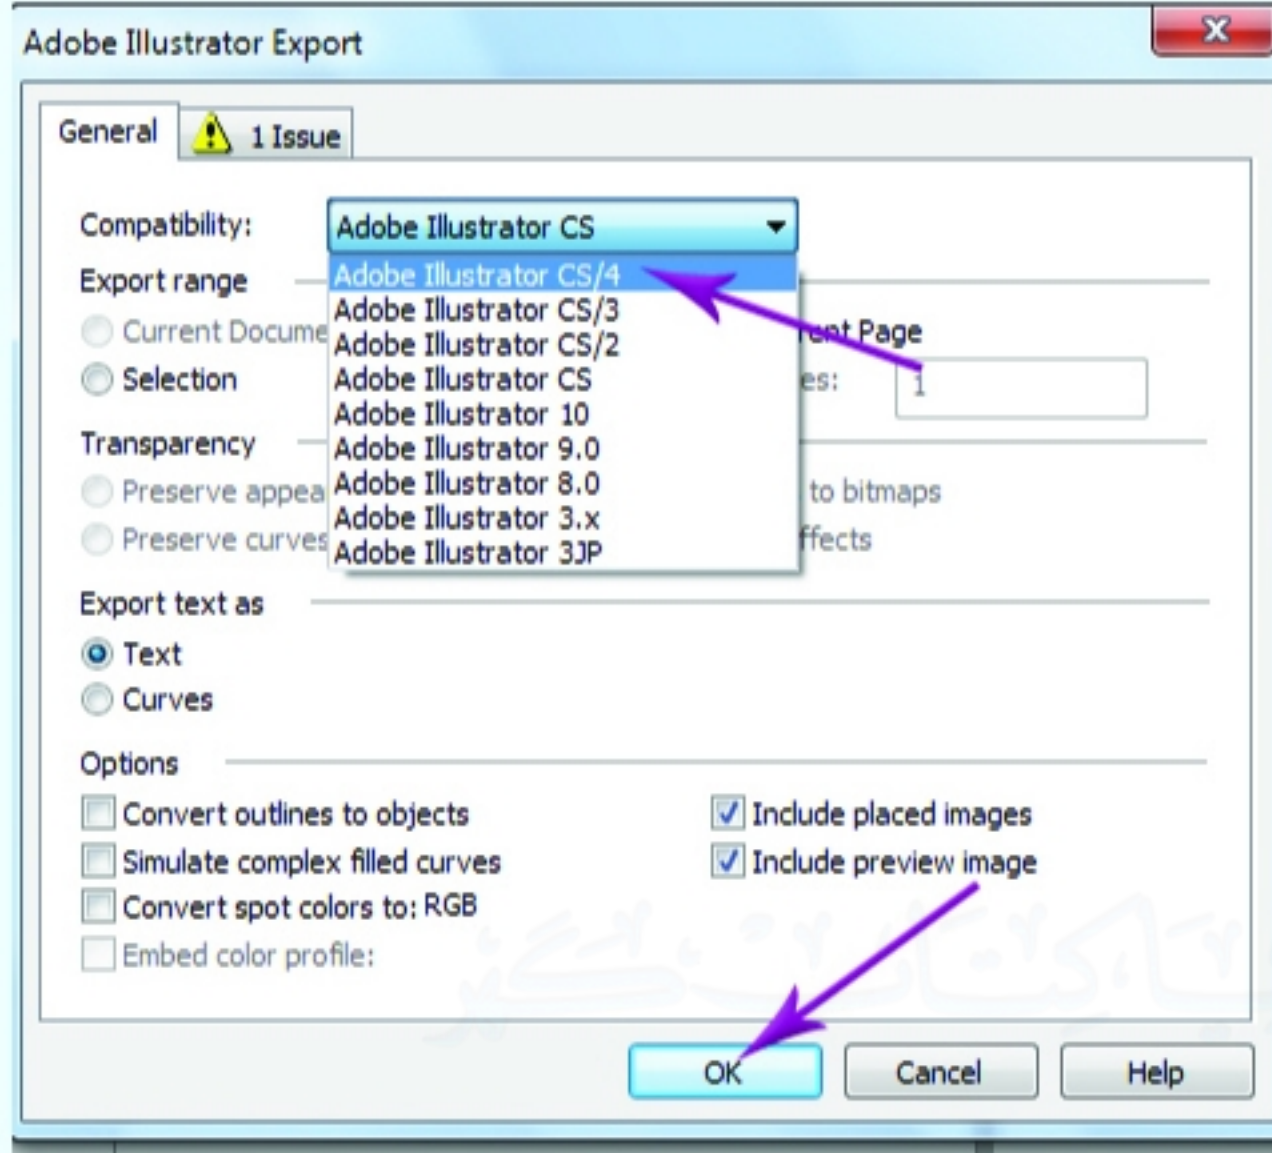 Adobe Illustrator Export
General
1 Issue
Compatibility:
Adobe Illustrator CS
Adobe Illustrator CS/4
Adobe Illustrator CS/3
Adobe Illustrator CS/2
Adobe Illustrator CS
Adobe Illustrator 10
Adobe Illustrator 9.0
Adobe Illustrator 8.0
Adobe Illustrator 3.x
Adobe Illustrator 3JP
Export range
Current Docume
Page
Selection
es:
1
Transparency
Preserve appea
to bitmaps
Preserve curves
ffects
Export text as
Text
Curves
Options
Convert outlines to objects
Include placed images
Simulate complex filled curves
Include preview image
Convert spot colors to: RGB
Embed color profile:
OK
Cancel
Help